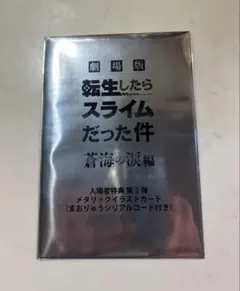 劇場版
転生したら
スライム
だった件
蒼海の涙編
入場者特典 第3弾
メタリックイラストカード
(まおりゅうシリアルコード付き)